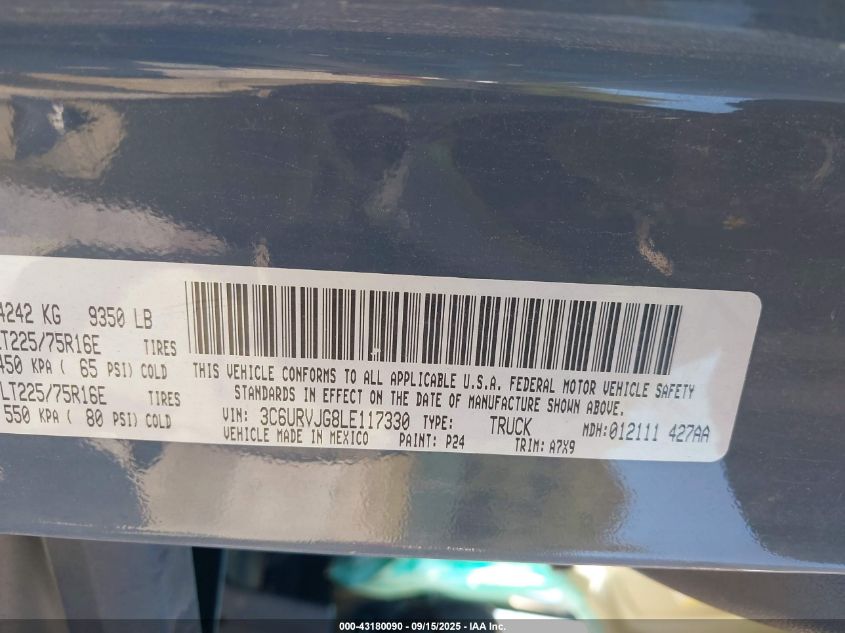 4242 KG 9350 LB
LT225/75R16E TIRES
450 KPA ( 65 PSI) COLD
LT225/75R16E TIRES
550 KPA ( 80 PSI) COLD
THIS VEHICLE CONFORMS TO ALL APPLICABLE U.S.A. FEDERAL MOTOR VEHICLE SAFETY
STANDARDS IN EFFECT ON THE DATE OF MANUFACTURE SHOWN ABOVE.
VIN: 3C6URVJG8LE117330 TYPE: TRUCK MDH:012111 427AA
VEHICLE MADE IN MEXICO PAINT: P24 TRIM: A7X9
000-43180090 - 09/15/2025 - IAA Inc.